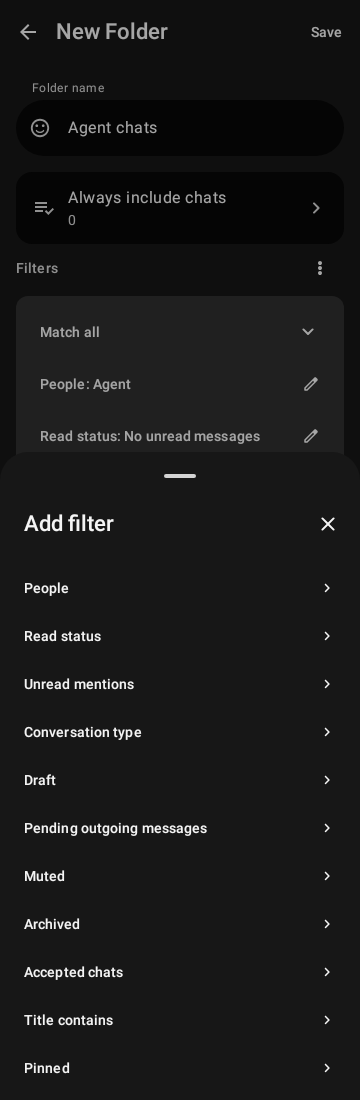 New Folder
Save
Folder name
Agent chats
Always include chats
0
Filters
Match all
People: Agent
Read status: No unread messages
Add filter
People
Read status
Unread mentions
Conversation type
Draft
Pending outgoing messages
Muted
Archived
Accepted chats
Title contains
Pinned